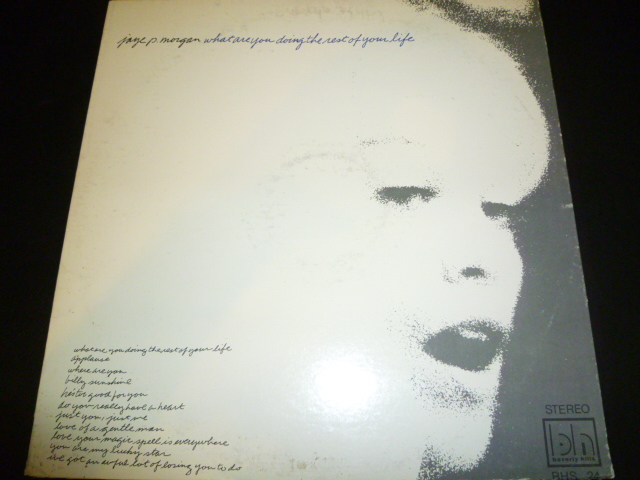 jaye p. morgan what are you doing the rest of your life
what are you doing the rest of your life
applause
where are you
billy sunshine
he's too good for you
do you really have a heart
just you, just me
love of a gentle man
love your magic spell is everywhere
you are my lucky star
i've got an awful lot of losing you to do
STEREO
bh
beverly hills
BHS 24